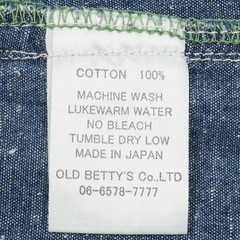 COTTON 100%
MACHINE WASH
LUKEWARM WATER
NO BLEACH
TUMBLE DRY LOW
MADE IN JAPAN
OLD BETTY'S Co.,LTD
06-6578-7777